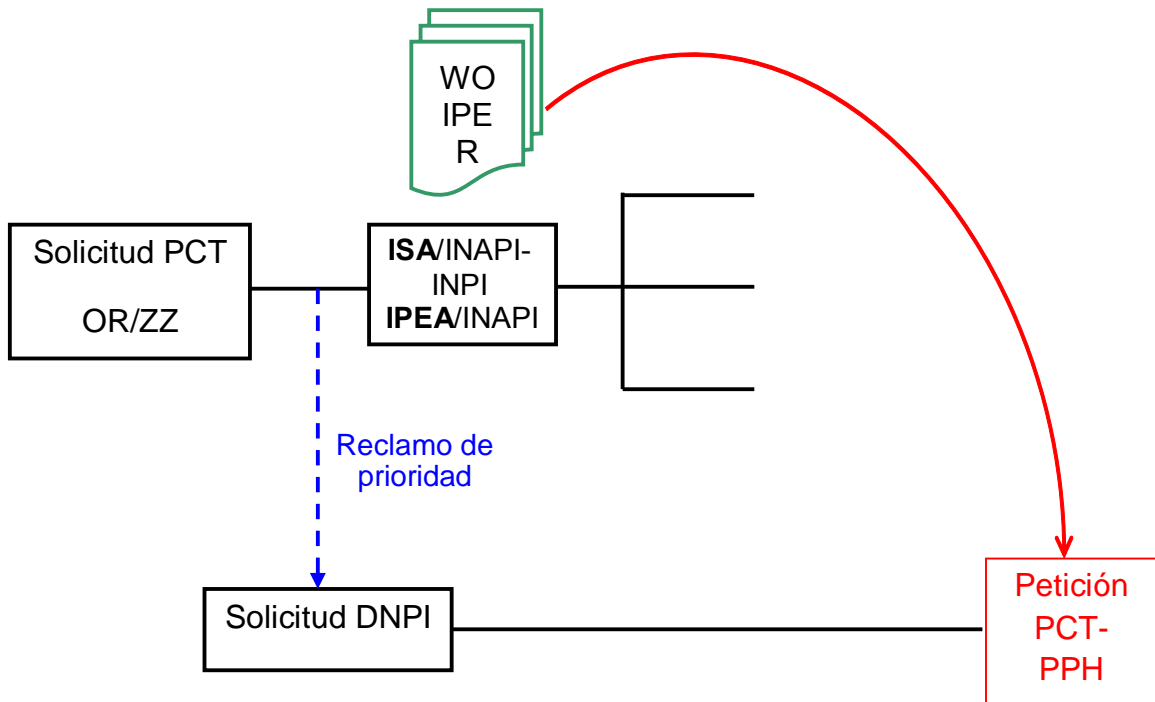 WO
IPE
R
Solicitud PCT
OR/ZZ
ISA/INAPI-
INPI
IPEA/INAPI
Reclamo de
prioridad
Solicitud DNPI
Petición
PCT-
PPH